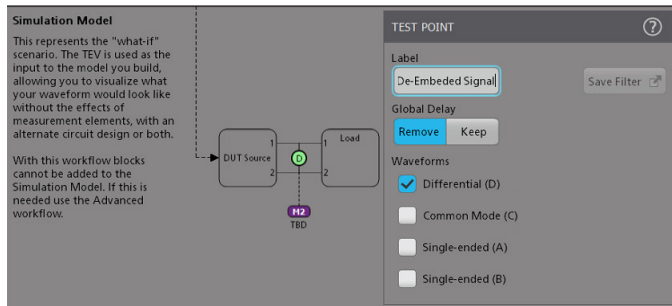 Simulation Model
This represents the "what-if"
scenario. The TEV is used as the
input to the model you build,
allowing you to visualize what
your waveform would look like
without the effects of
measurement elements, with an
alternate circuit design or both.
With this workflow blocks
cannot be added to the
Simulation Model. If this is
needed use the Advanced
workflow.
DUT Source
1
2
D
1
2
Load
M2
TBD
TEST POINT
?
Label
De-Embeded Signal
Save Filter
Global Delay
Remove
Keep
Waveforms
Differential (D)
Common Mode (C)
Single-ended (A)
Single-ended (B)